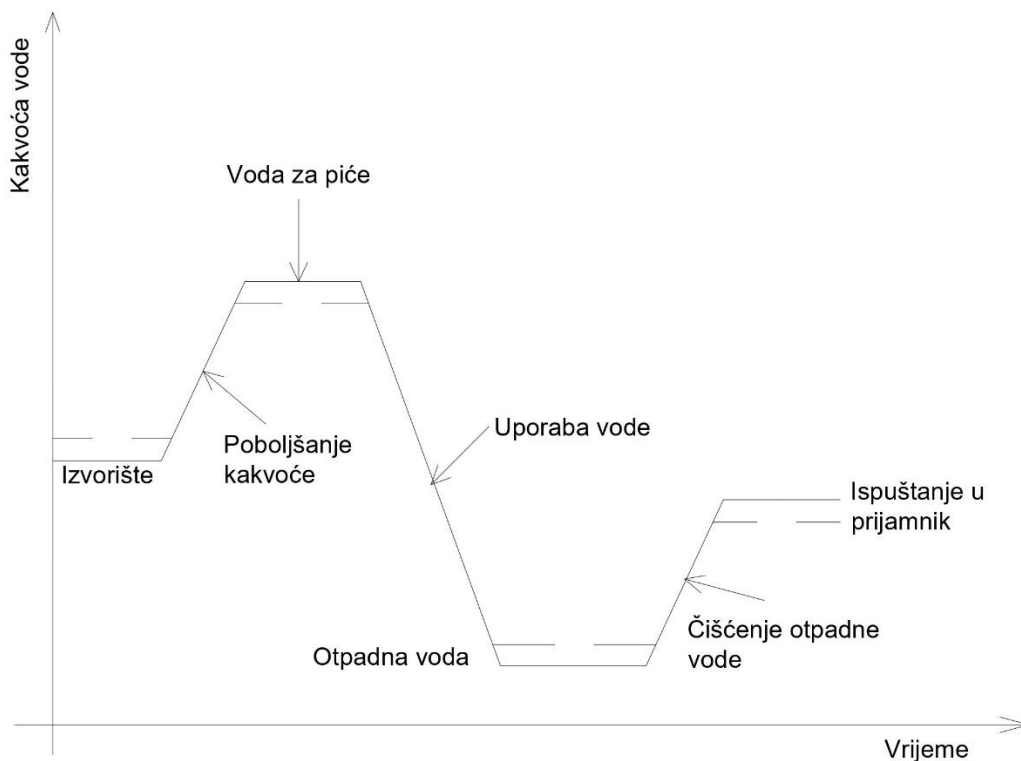 Kakvoća vode
Voda za piće
Uporaba vode
Poboljšanje
kakvoće
Izvorište
Ispuštanje u
prijamnik
Čišćenje otpadne
vode
Otpadna voda
Vrijeme